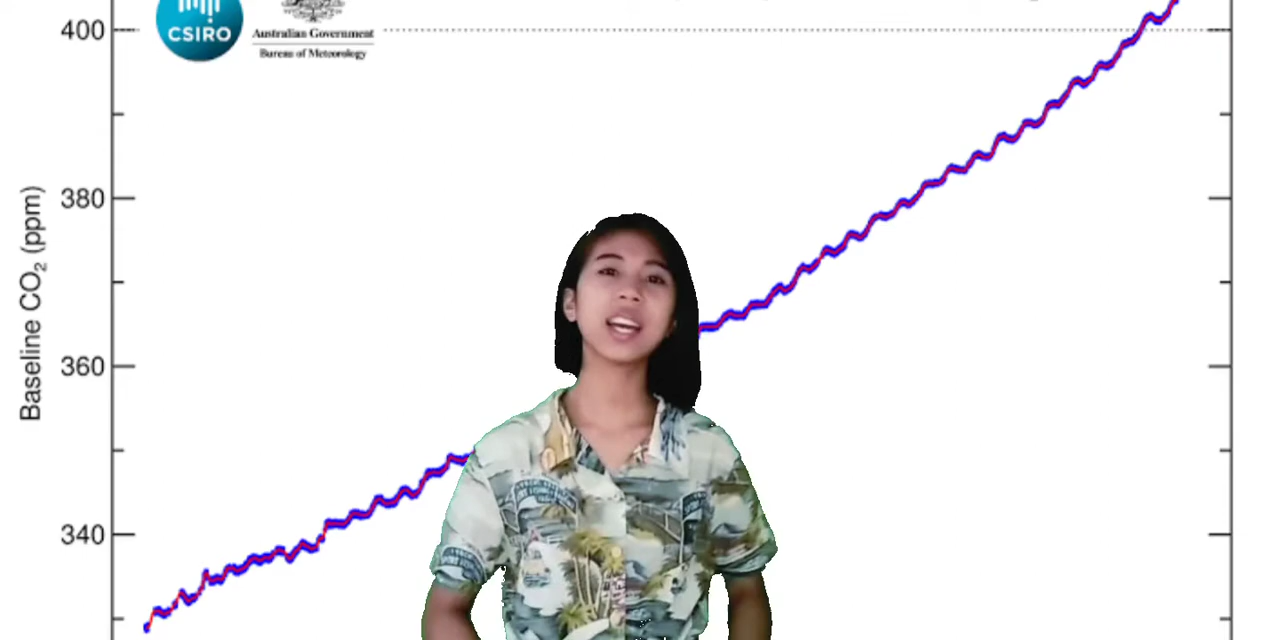 400
CSIRO
Australian Government
Bureau of Meteorology
380
Baseline CO₂ (ppm)
360
340